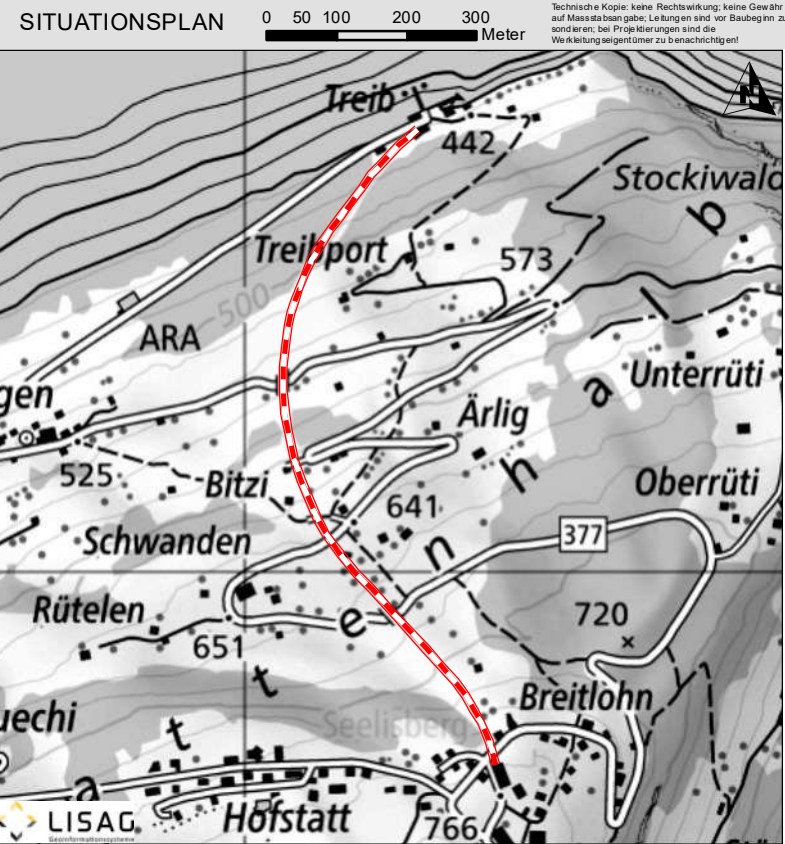 SITUATIONSPLAN
0 50 100 200 300
Meter
Technische Kopie: keine Rechtswirkung; keine Gewähr
auf Massstabsangabe; Leitungen sind vor Baubeginn zu
sondieren; bei Projektierungen sind die
Werkleitungseigentümer zu benachrichtigen!
N
Treib
442
Stockiwald
b
Treibport
573
500
l
ARA
Unterrüti
a
gen
Ärlig
525
Bitzi
h
Oberrüti
641
377
Schwanden
n
Rütelen
e
720
651
t
Breitlohn
uechi
t
Seelisberg
a
LISAG
Geoinformationssysteme
Hofstatt
766